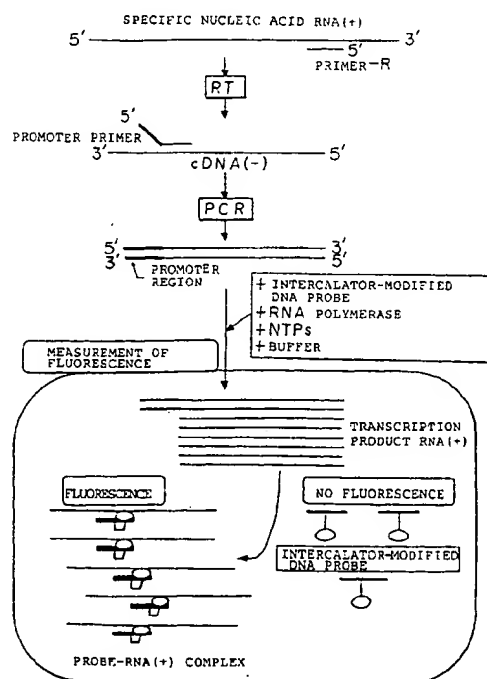 SPECIFIC NUCLEIC ACID RNA(+)
5' 3'
5'
PRIMER-R
RT
5'
PROMOTER PRIMER
3' 5'
cDNA(-)
PCR
5' 3'
3' 5'
PROMOTER
REGION
+ INTERCALATOR-MODIFIED
DNA PROBE
+RNA POLYMERASE
+NTPs
+BUFFER
MEASUREMENT OF
FLUORESCENCE
TRANSCRIPTION
PRODUCT RNA(+)
FLUORESCENCE
NO FLUORESCENCE
INTERCALATOR-MODIFIED
DNA PROBE
PROBE-RNA(+) COMPLEX